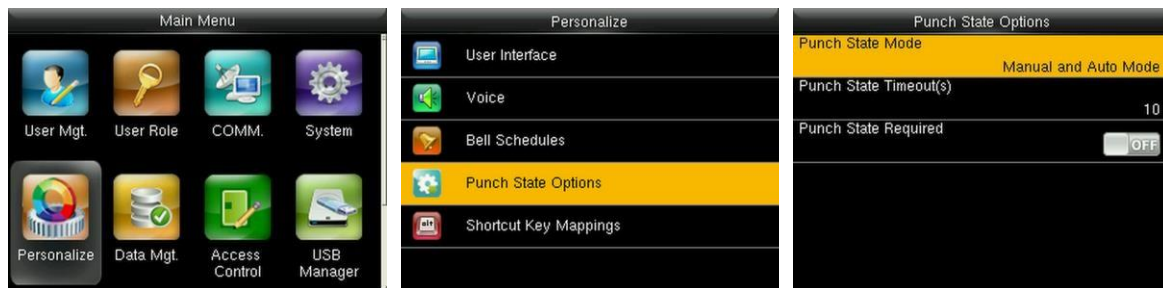 Main Menu
User Mgt.
User Role
COMM.
System
Personalize
Data Mgt.
Access
Control
USB
Manager
Personalize
User Interface
Voice
Bell Schedules
Punch State Options
alt
Shortcut Key Mappings
Punch State Options
Punch State Mode
Manual and Auto Mode
Punch State Timeout(s)
10
Punch State Required
OFF